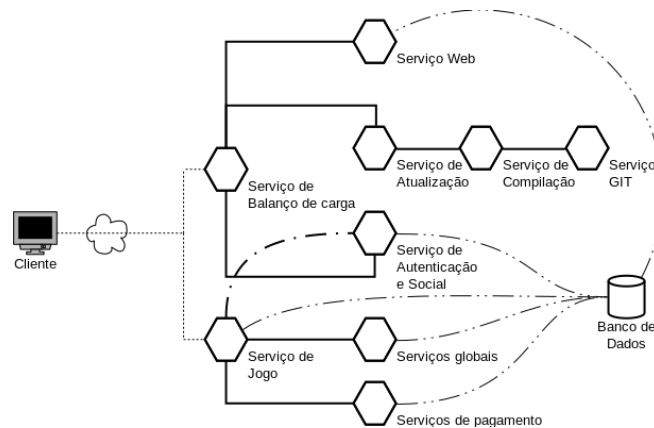 Serviço Web
Serviço de
Atualização
Serviço de
Compilação
Serviço
GIT
Serviço de
Balanço de carga
Cliente
Serviço de
Autenticação
e Social
Banco de
Dados
Serviço de
Jogo
Serviços globais
Serviços de pagamento